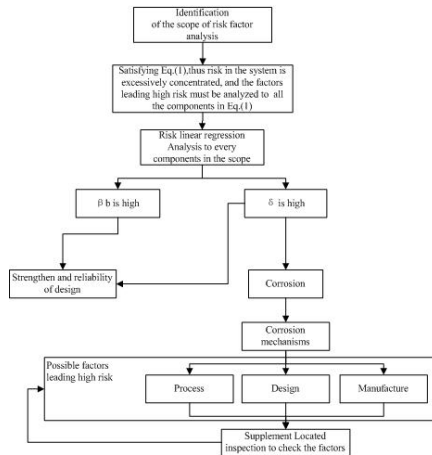 Identification
of the scope of risk factor
analysis
Satisfying Eq.(1),thus risk in the system is
excessively concentrated, and the factors
leading high risk must be analyzed to all
the components in Eq.(1)
Risk linear regression
Analysis to every
components in the scope
β b is high
δ is high
Strengthen and reliability
of design
Corrosion
Corrosion
mechanisms
Possible factors
leading high risk
Process
Design
Manufacture
Supplement Located
inspection to check the factors